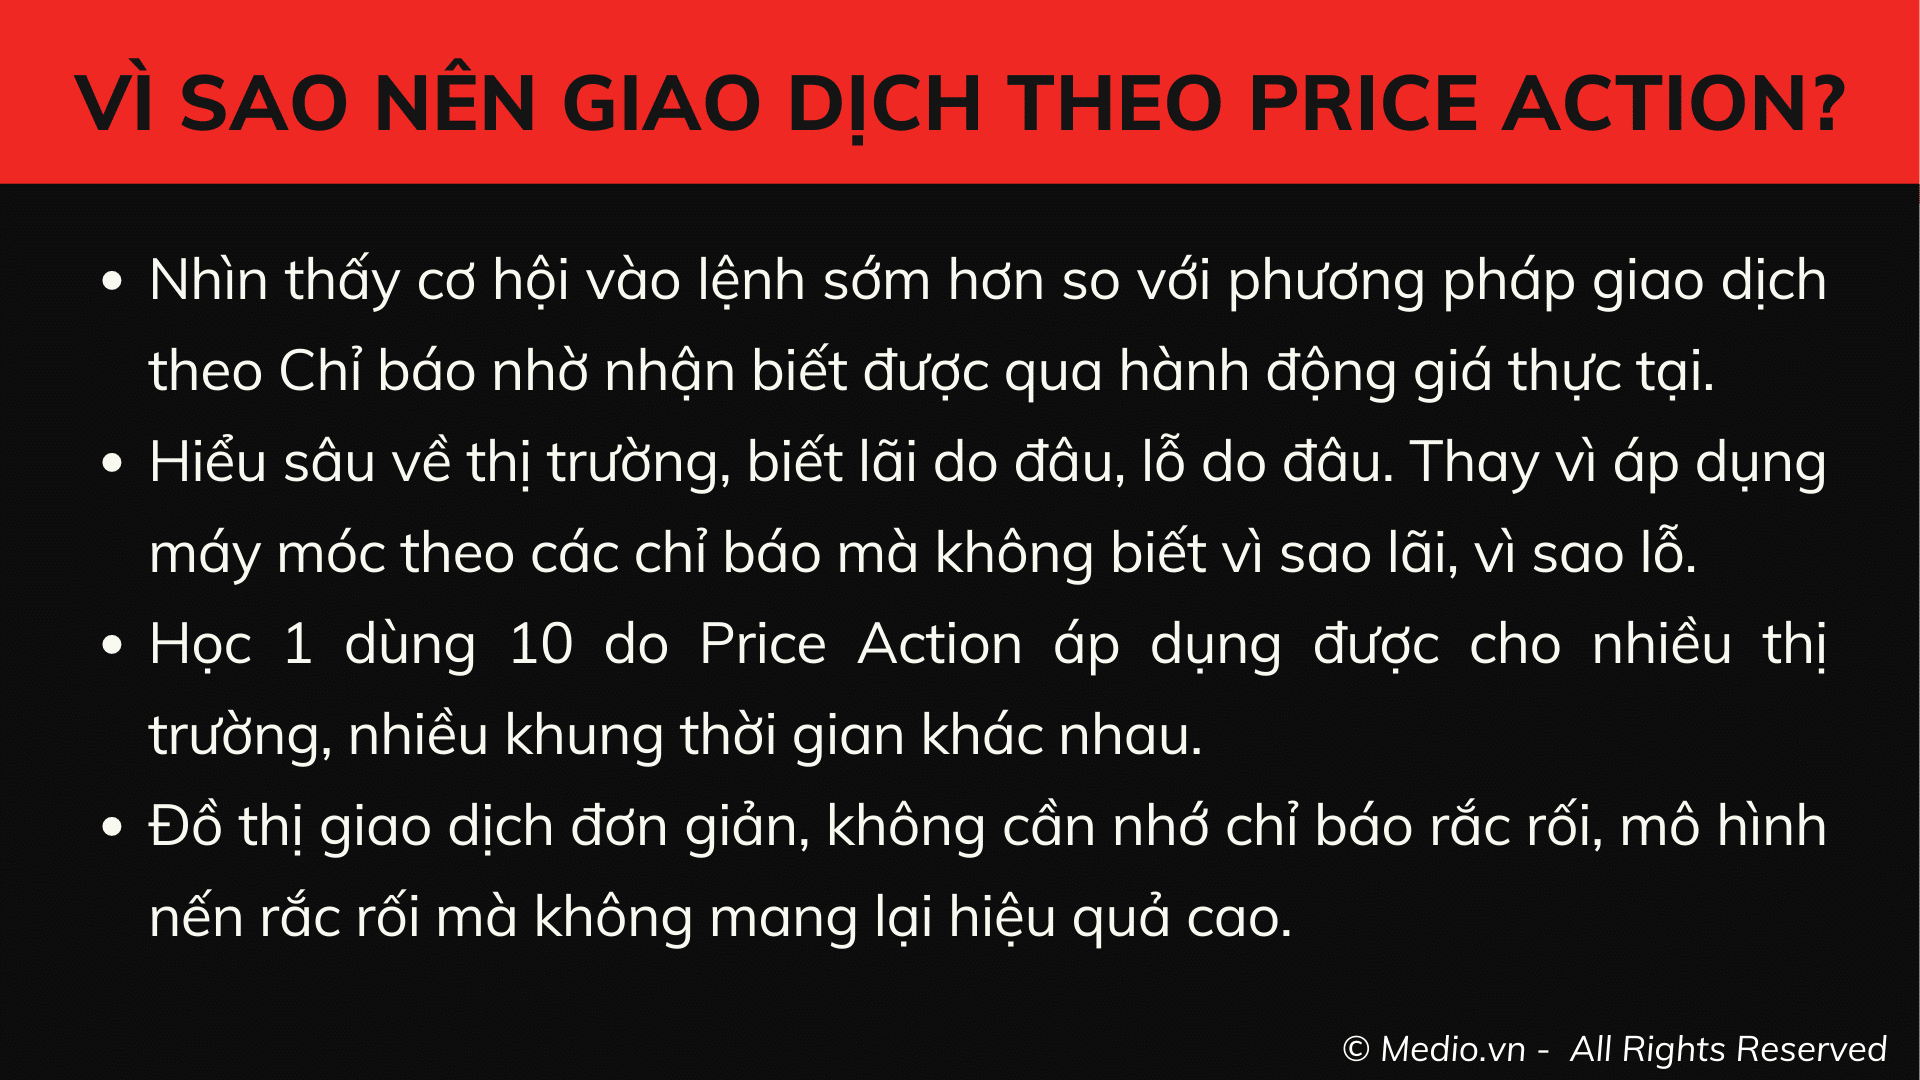 VÌ SAO NÊN GIAO DỊCH THEO PRICE ACTION?
• Nhìn thấy cơ hội vào lệnh sớm hơn so với phương pháp giao dịch
theo Chỉ báo nhờ nhận biết được qua hành động giá thực tại.
• Hiểu sâu về thị trường, biết lãi do đâu, lỗ do đâu. Thay vì áp dụng
máy móc theo các chỉ báo mà không biết vì sao lãi, vì sao lỗ.
• Học 1 dùng 10 do Price Action áp dụng được cho nhiều thị
trường, nhiều khung thời gian khác nhau.
• Đồ thị giao dịch đơn giản, không cần nhớ chỉ báo rắc rối, mô hình
nến rắc rối mà không mang lại hiệu quả cao.
© Medio.vn - All Rights Reserved